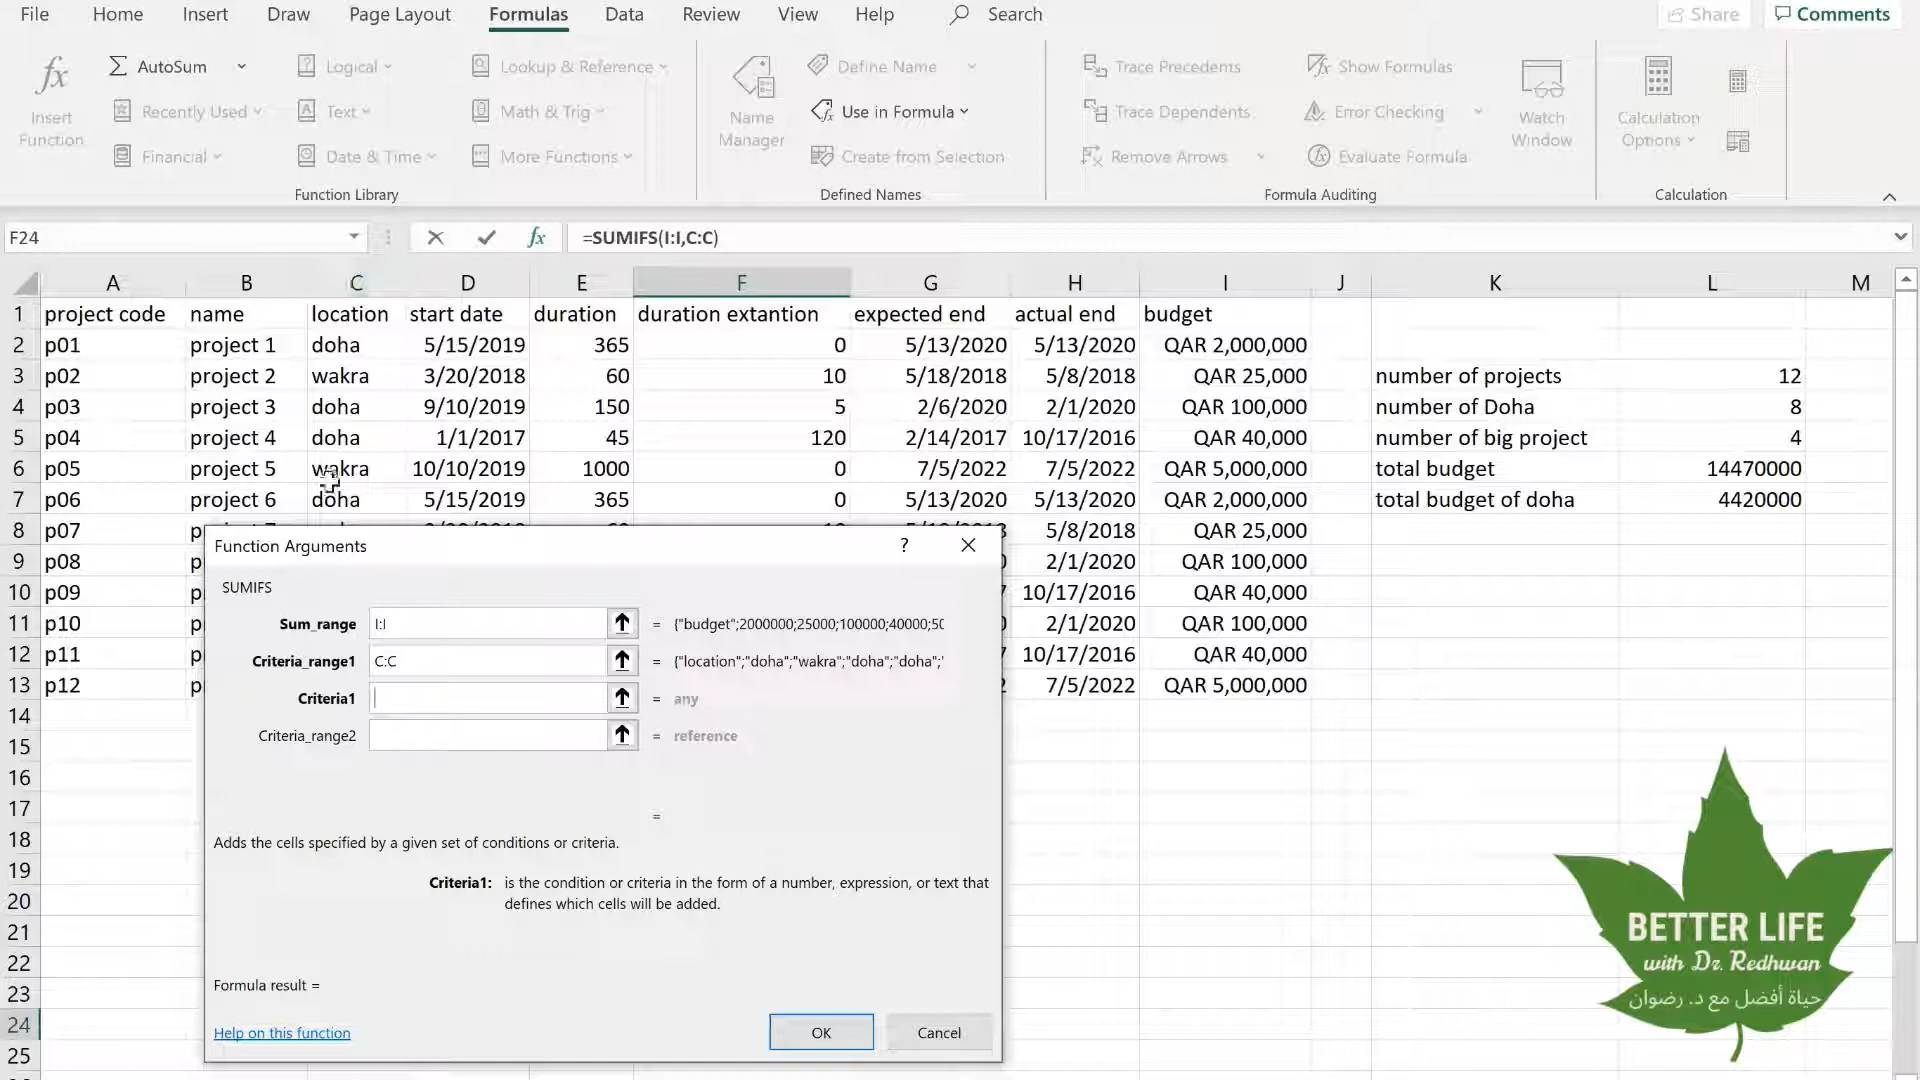 File Home Insert Draw Page Layout Formulas Data Review View Help Search Share Comments
fx AutoSum Logical Lookup & Reference Define Name Trace Precedents Show Formulas
Recently Used Text Math & Trig Use in Formula Trace Dependents Error Checking
Insert Function Name Manager Watch Window Calculation Options
Financial Date & Time More Functions Create from Selection Remove Arrows Evaluate Formula
Function Library Defined Names Formula Auditing Calculation
F24 fx =SUMIFS(I:I,C:C)
A B C D E F G H I J K L M
1 project code name location start date duration duration extantion expected end actual end budget
2 p01 project 1 doha 5/15/2019 365 0 5/13/2020 5/13/2020 QAR 2,000,000
3 p02 project 2 wakra 3/20/2018 60 10 5/18/2018 5/8/2018 QAR 25,000 number of projects 12
4 p03 project 3 doha 9/10/2019 150 5 2/6/2020 2/1/2020 QAR 100,000 number of Doha 8
5 p04 project 4 doha 1/1/2017 45 120 2/14/2017 10/17/2016 QAR 40,000 number of big project 4
6 p05 project 5 wakra 10/10/2019 1000 0 7/5/2022 7/5/2022 QAR 5,000,000 total budget 14470000
7 p06 project 6 doha 5/15/2019 365 0 5/13/2020 5/13/2020 QAR 2,000,000 total budget of doha 4420000
8 p07 5/8/2018 QAR 25,000
9 p08 2/1/2020 QAR 100,000
10 p09 10/17/2016 QAR 40,000
11 p10 2/1/2020 QAR 100,000
12 p11 10/17/2016 QAR 40,000
13 p12 7/5/2022 QAR 5,000,000
14
15
16
17
18
19
20
21
22
23
24
25
Function Arguments ?
SUMIFS
Sum_range I:I = {"budget";2000000;25000;100000;40000;50
Criteria_range1 C:C = {"location";"doha";"wakra";"doha";"doha";"
Criteria1 = any
Criteria_range2 = reference
=
Adds the cells specified by a given set of conditions or criteria.
Criteria1: is the condition or criteria in the form of a number, expression, or text that
defines which cells will be added.
Formula result =
Help on this function OK Cancel
BETTER LIFE
with Dr. Redhwan
حياة أفضل مع د. رضوان